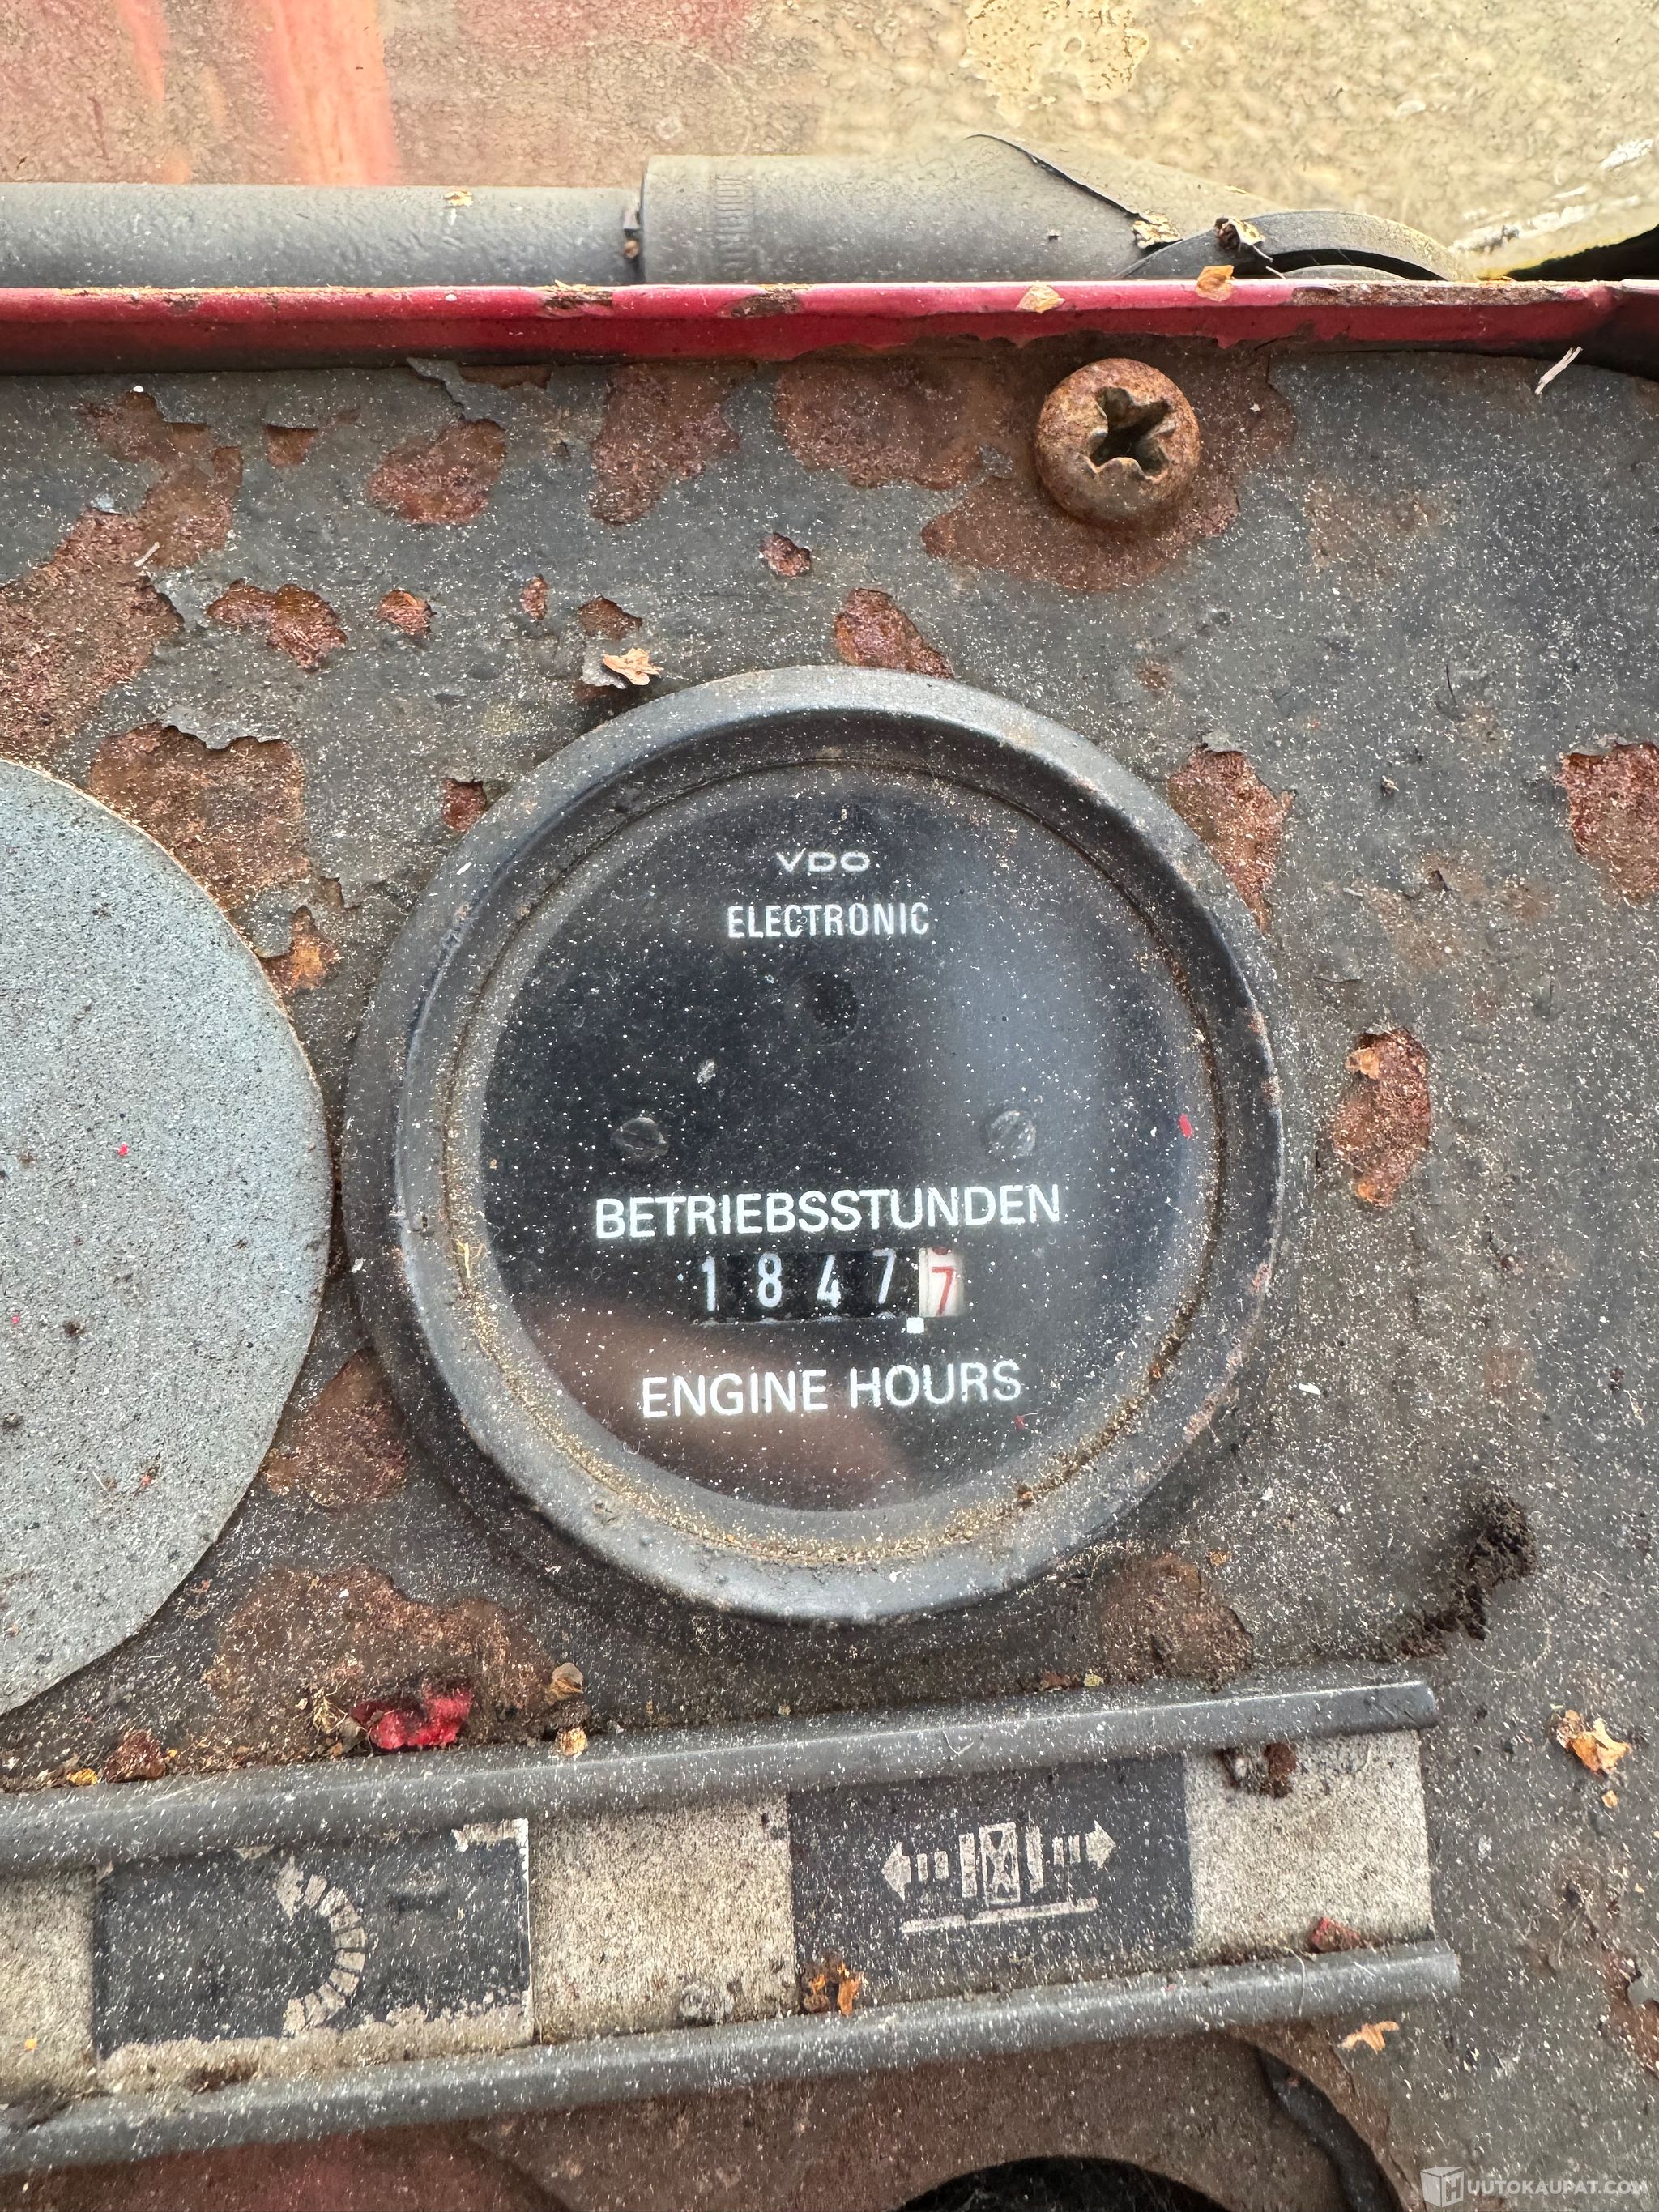 VDO
ELECTRONIC
BETRIEBSSTUNDEN
18477
ENGINE HOURS
HUUTOKAUPAT.COM